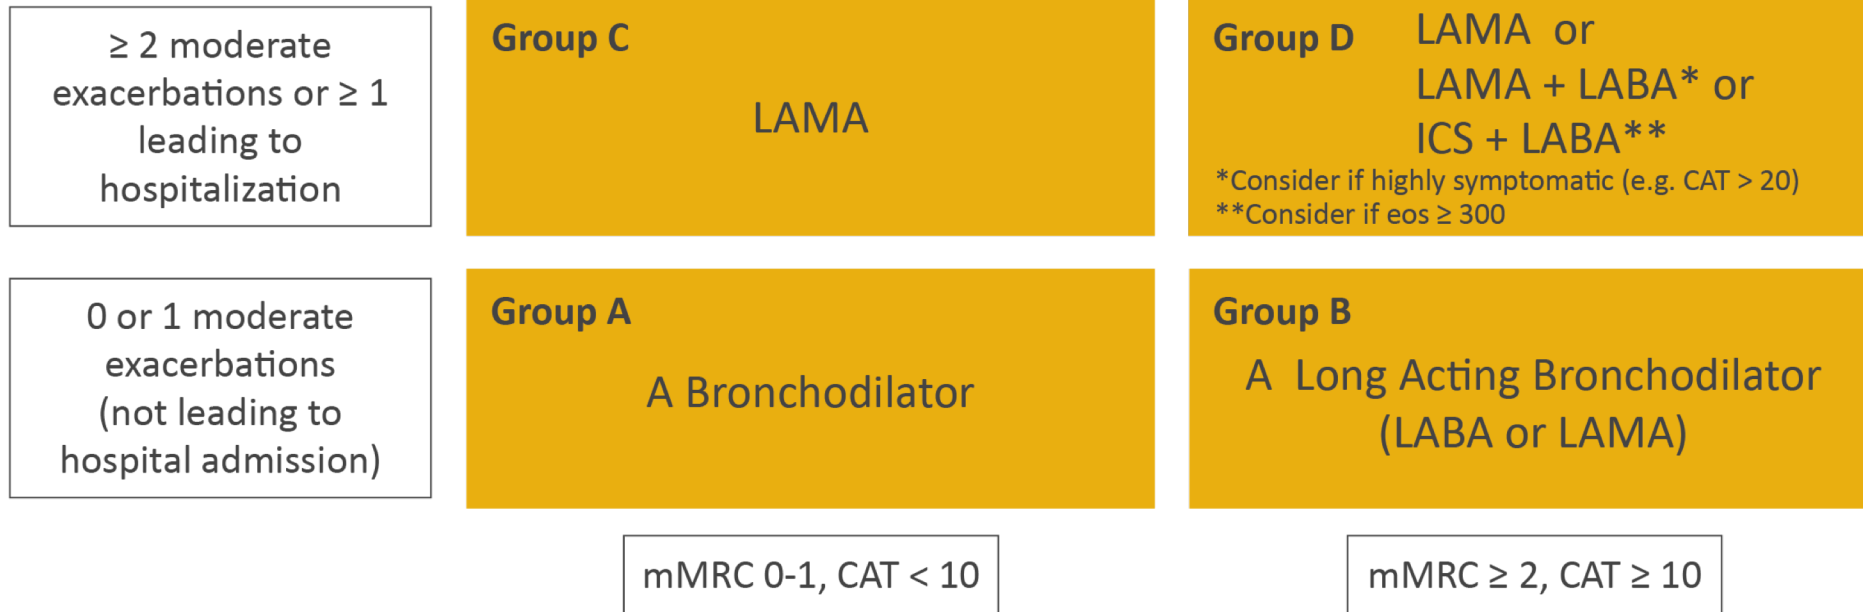 ≥ 2 moderate
exacerbations or ≥ 1
leading to
hospitalization
Group C
LAMA
Group D
LAMA or
LAMA + LABA* or
ICS + LABA**
*Consider if highly symptomatic (e.g. CAT > 20)
**Consider if eos ≥ 300
0 or 1 moderate
exacerbations
(not leading to
hospital admission)
Group A
A Bronchodilator
Group B
A Long Acting Bronchodilator
(LABA or LAMA)
mMRC 0-1, CAT < 10
mMRC ≥ 2, CAT ≥ 10